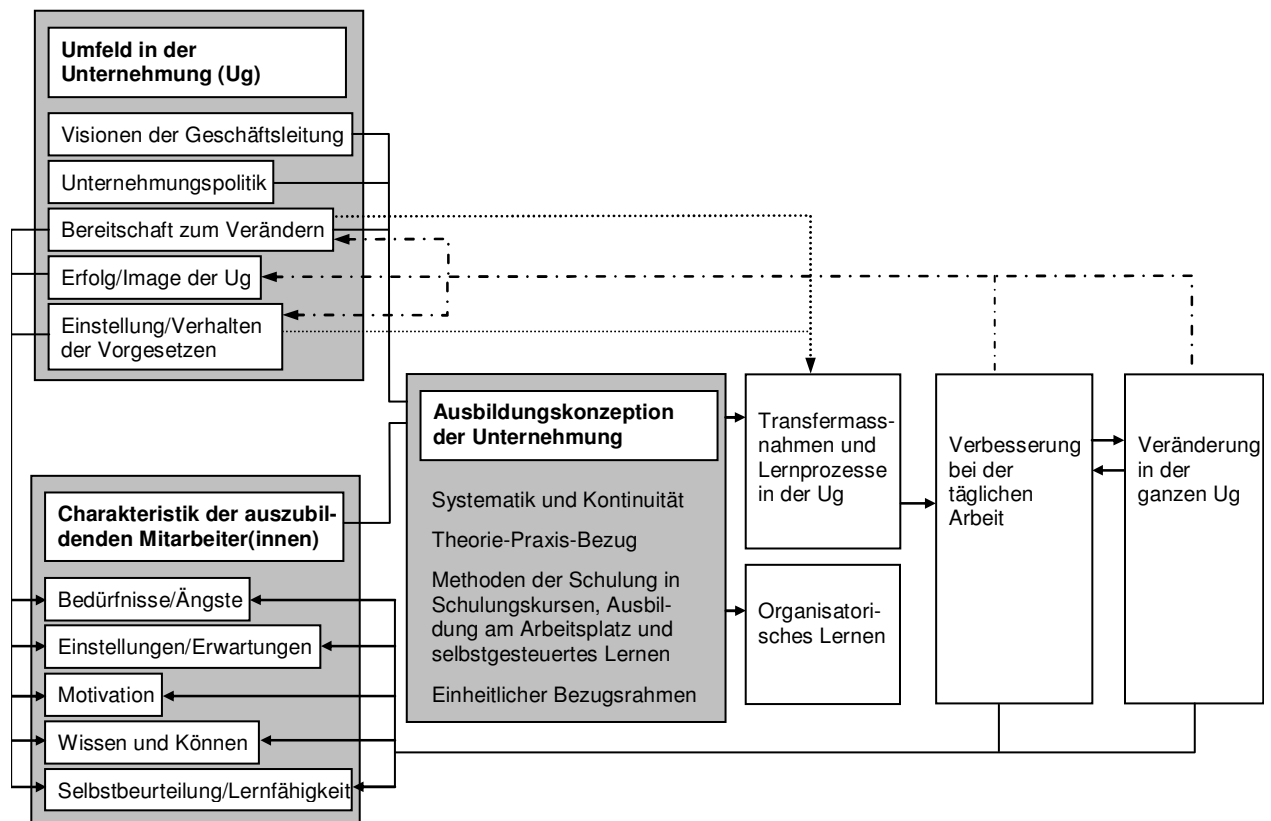 Umfeld in der
Unternehmung (Ug)
Visionen der Geschäftsleitung
Unternehmungspolitik
Bereitschaft zum Verändern
Erfolg/Image der Ug
Einstellung/Verhalten
der Vorgesetzen
Charakteristik der auszubil-
denden Mitarbeiter(innen)
Bedürfnisse/Ängste
Einstellungen/Erwartungen
Motivation
Wissen und Können
Selbstbeurteilung/Lernfähigkeit
Ausbildungskonzeption
der Unternehmung
Systematik und Kontinuität
Theorie-Praxis-Bezug
Methoden der Schulung in
Schulungskursen, Ausbil-
dung am Arbeitsplatz und
selbstgesteuertes Lernen
Einheitlicher Bezugsrahmen
Transfermass-
nahmen und
Lernprozesse
in der Ug
Organisatori-
sches Lernen
Verbesserung
bei der
täglichen
Arbeit
Veränderung
in der
ganzen Ug